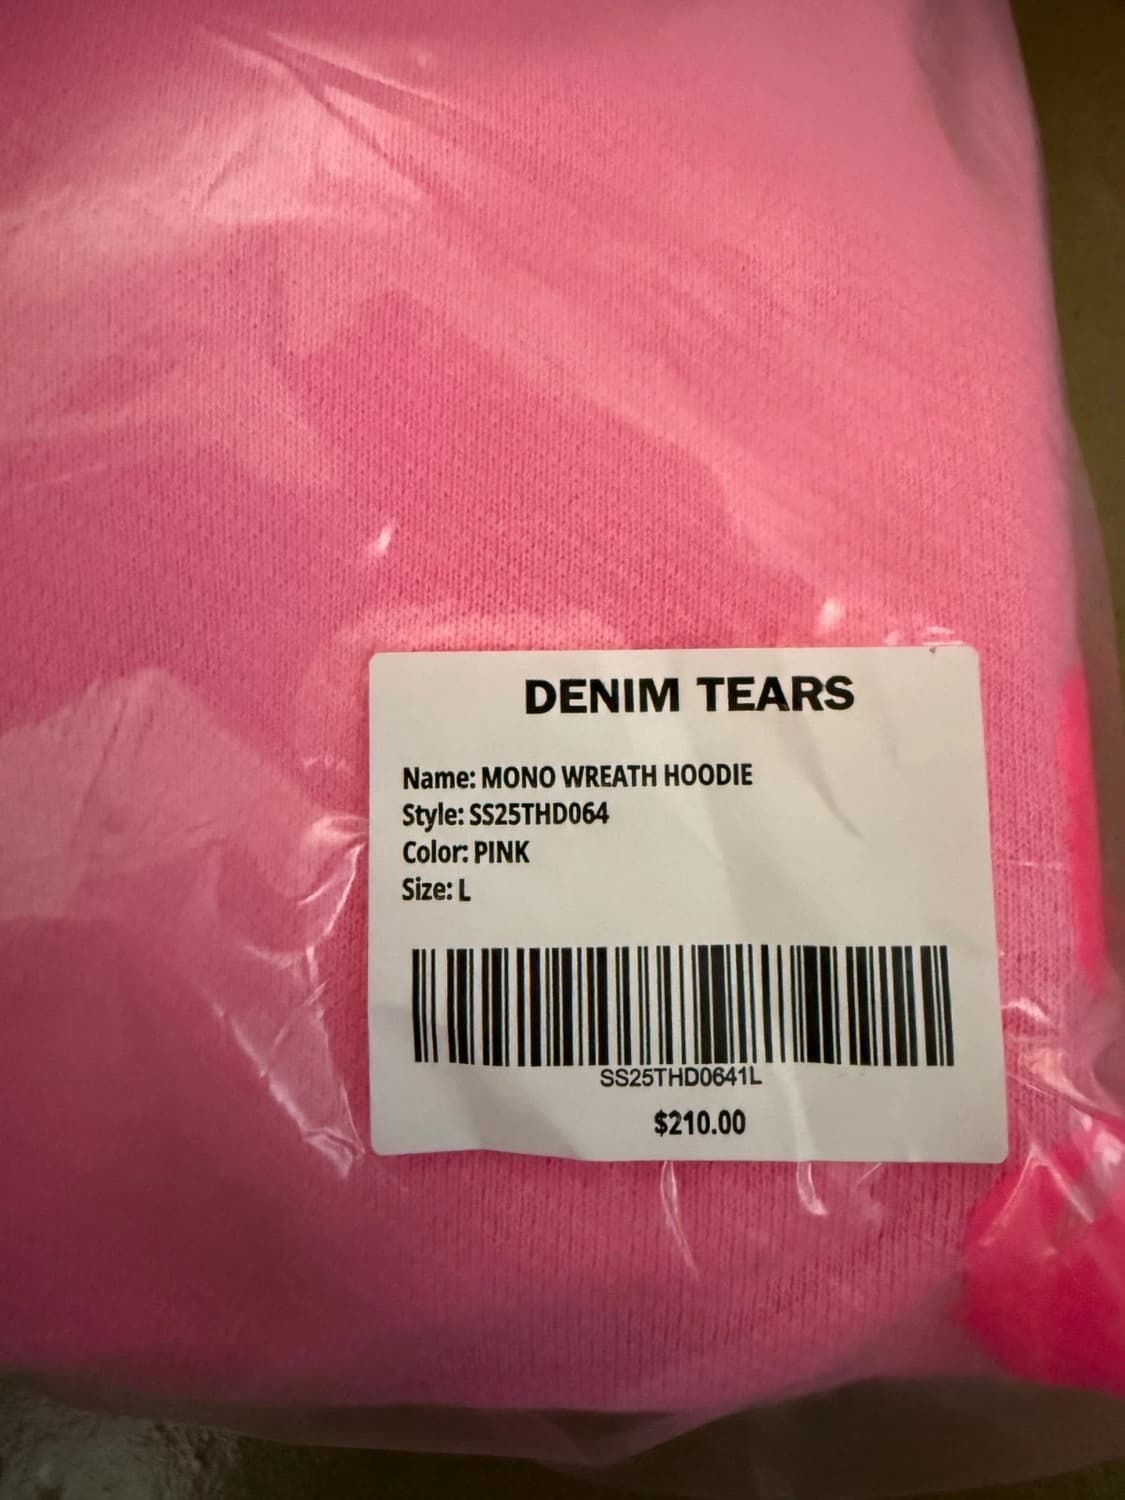 DENIM TEARS
Name: MONO WREATH HOODIE
Style: SS25THD064
Color: PINK
Size: L
SS25THD0641L
$210.00